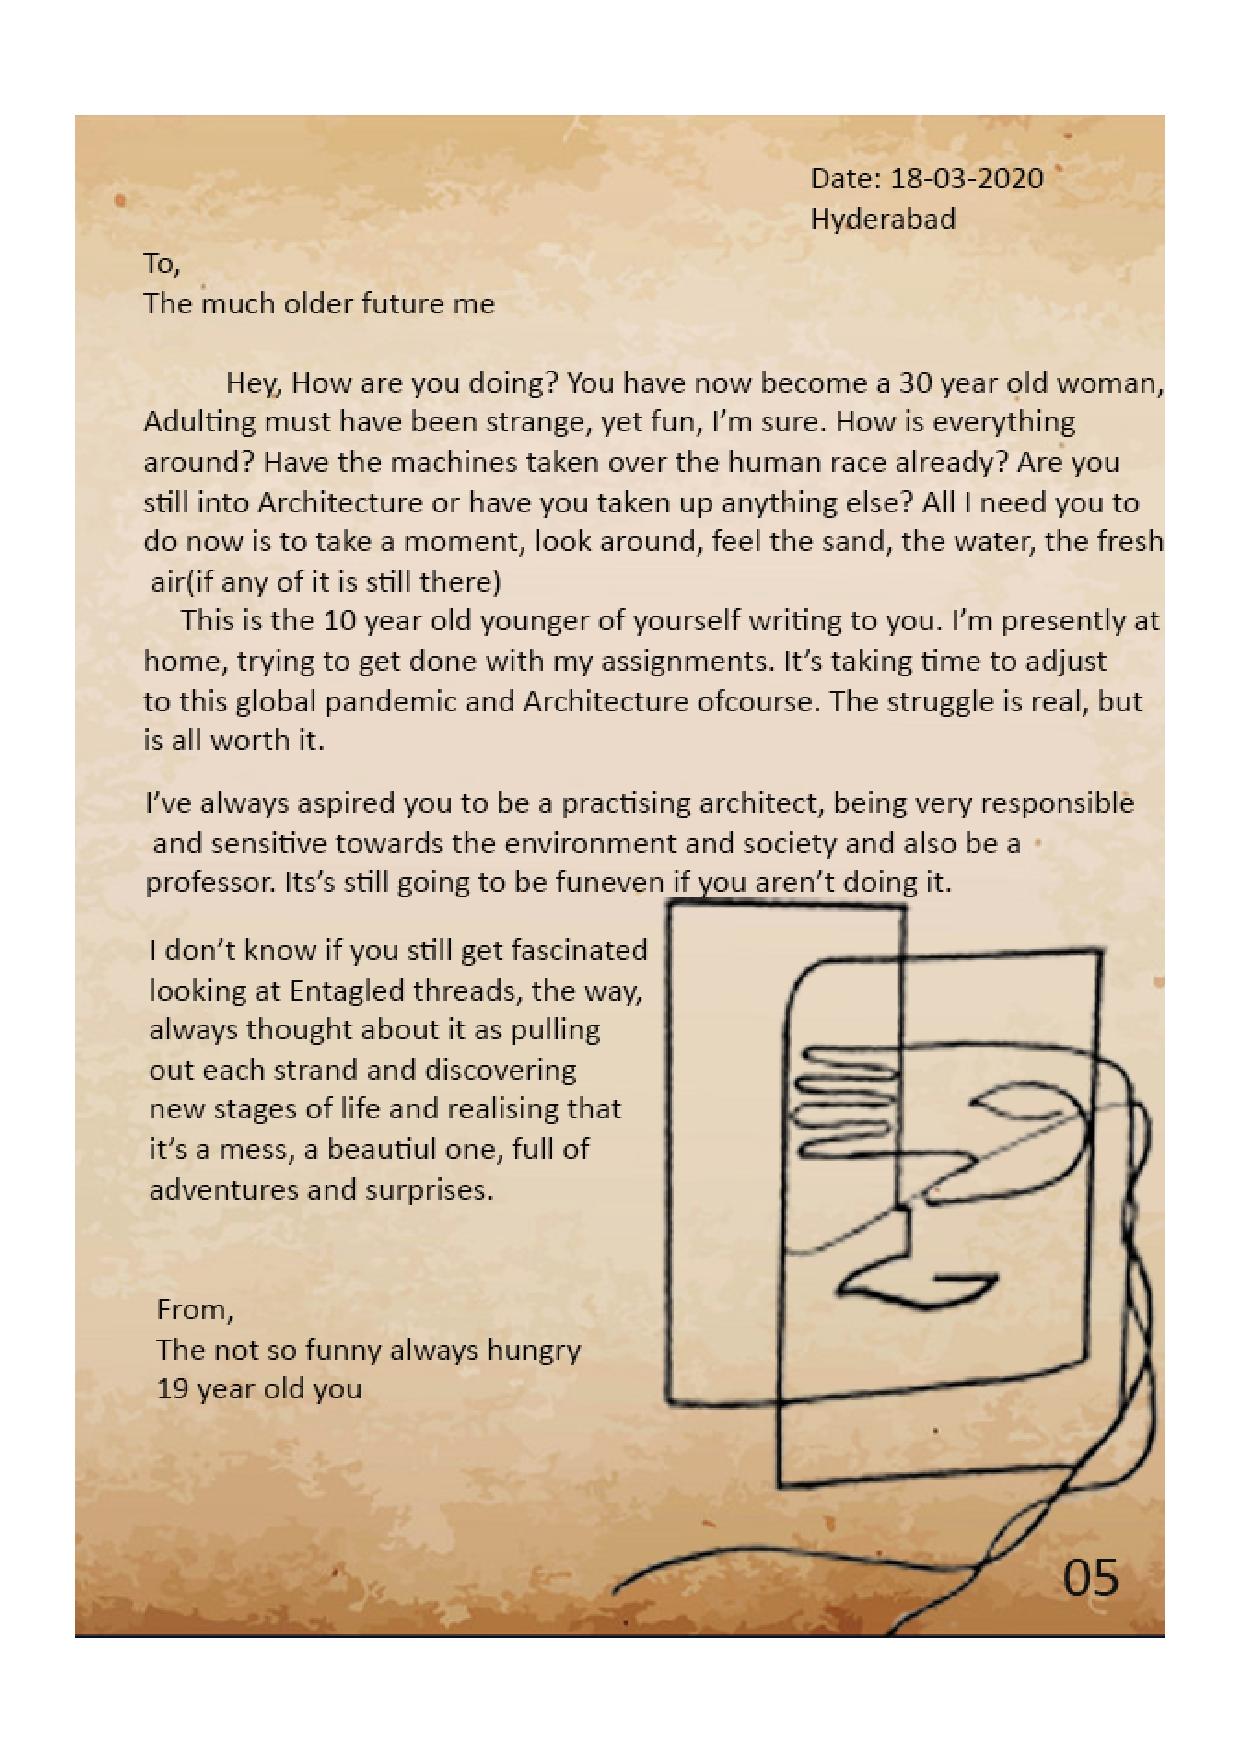 Date: 18-03-2020
Hyderabad
To,
The much older future me
Hey, How are you doing? You have now become a 30 year old woman,
Adulting must have been strange, yet fun, I'm sure. How is everything
around? Have the machines taken over the human race already? Are you
still into Architecture or have you taken up anything else? All I need you to
do now is to take a moment, look around, feel the sand, the water, the fresh
air(if any of it is still there)
This is the 10 year old younger of yourself writing to you. I'm presently at
home, trying to get done with my assignments. It's taking time to adjust
to this global pandemic and Architecture ofcourse. The struggle is real, but
is all worth it.
I've always aspired you to be a practising architect, being very responsible
and sensitive towards the environment and society and also be a
professor. Its's still going to be funeven if you aren't doing it.
I don't know if you still get fascinated
looking at Entagled threads, the way,
always thought about it as pulling
out each strand and discovering
new stages of life and realising that
it's a mess, a beautiul one, full of
adventures and surprises.
From,
The not so funny always hungry
19 year old you
05